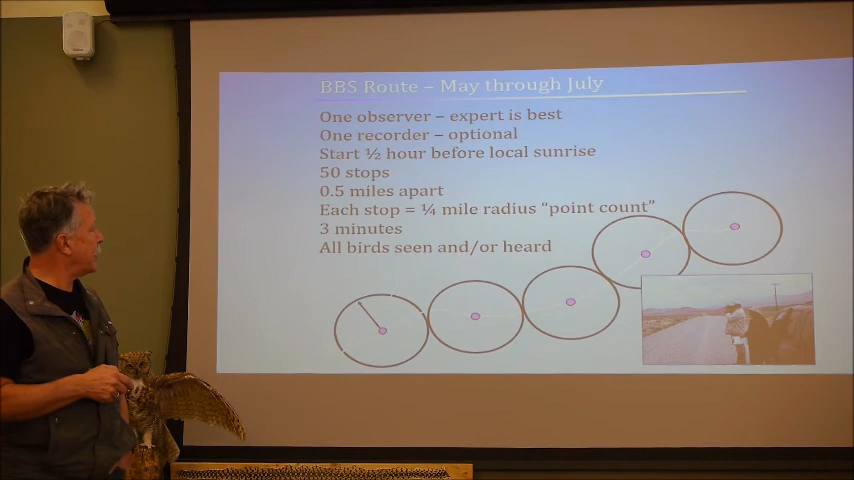 BBS Route – May through July
One observer – expert is best
One recorder – optional
Start ½ hour before local sunrise
50 stops
0.5 miles apart
Each stop = ¼ mile radius "point count"
3 minutes
All birds seen and/or heard